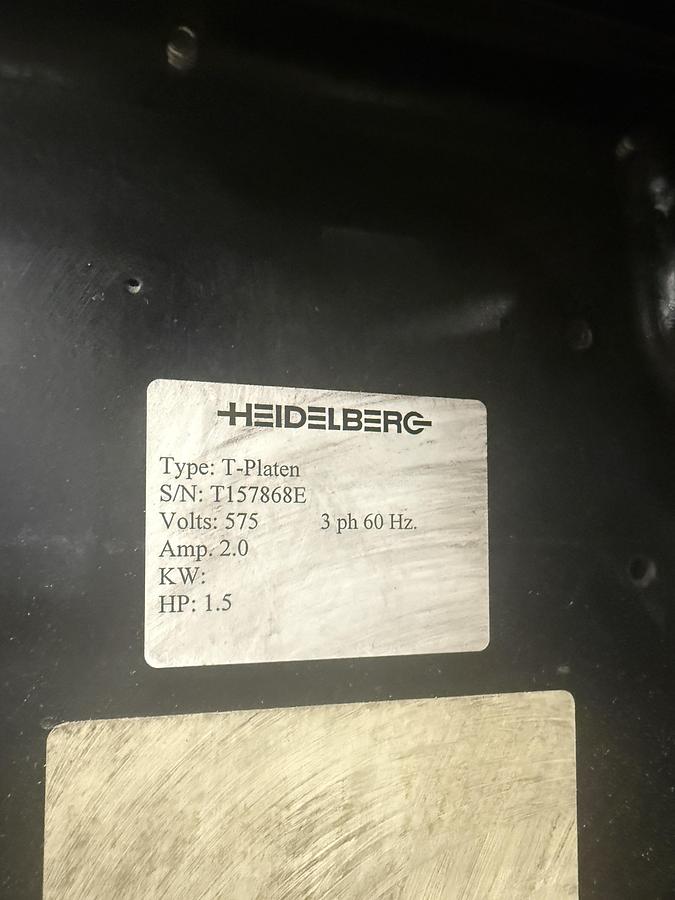 HEIDELBERG
Type: T-Platen
S/N: T157868E
Volts: 575 3 ph 60 Hz.
Amp. 2.0
KW:
HP: 1.5